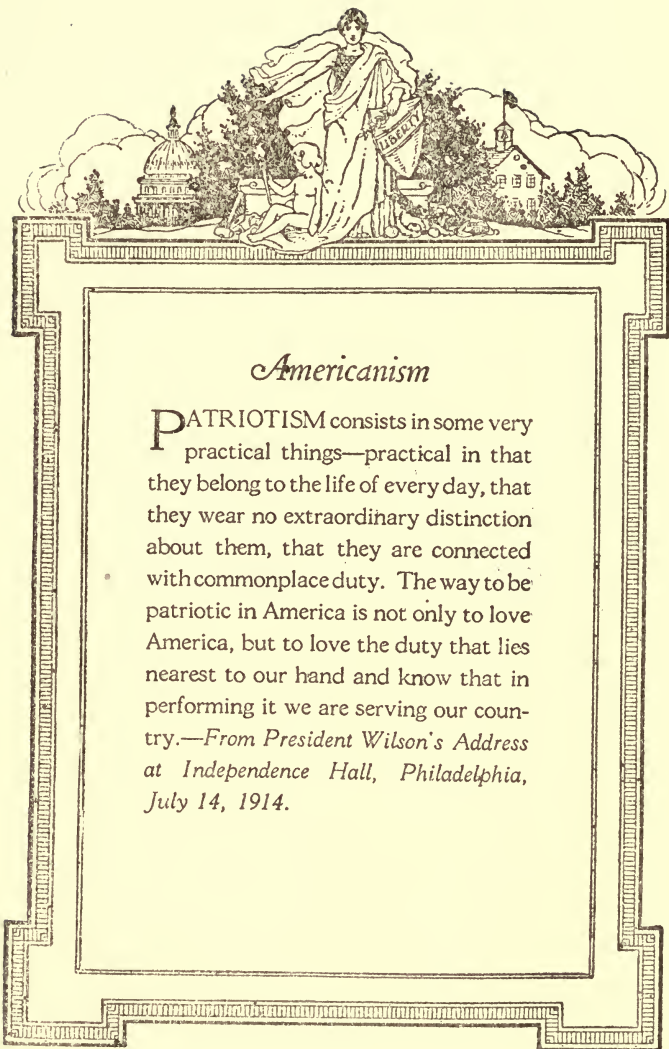 LIBERTY
Americanism
PATRIOTISM consists in some very
practical things—practical in that
they belong to the life of every day, that
they wear no extraordinary distinction
about them, that they are connected
with commonplace duty. The way to be
patriotic in America is not only to love
America, but to love the duty that lies
nearest to our hand and know that in
performing it we are serving our coun-
try.—From President Wilson's Address
at Independence Hall, Philadelphia,
July 14, 1914.